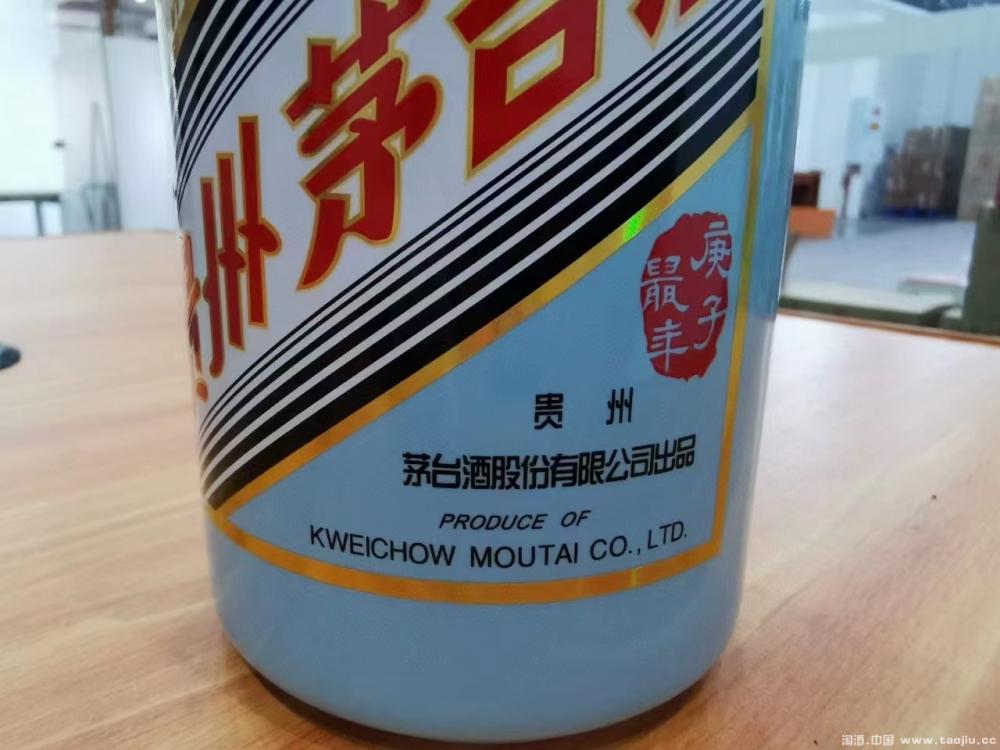 州茅台
庚子
鼠年
贵州
茅台酒股份有限公司出品
PRODUCE OF
KWEICHOW MOUTAI CO., LTD.
淘酒.中国 www.taojiu.cc